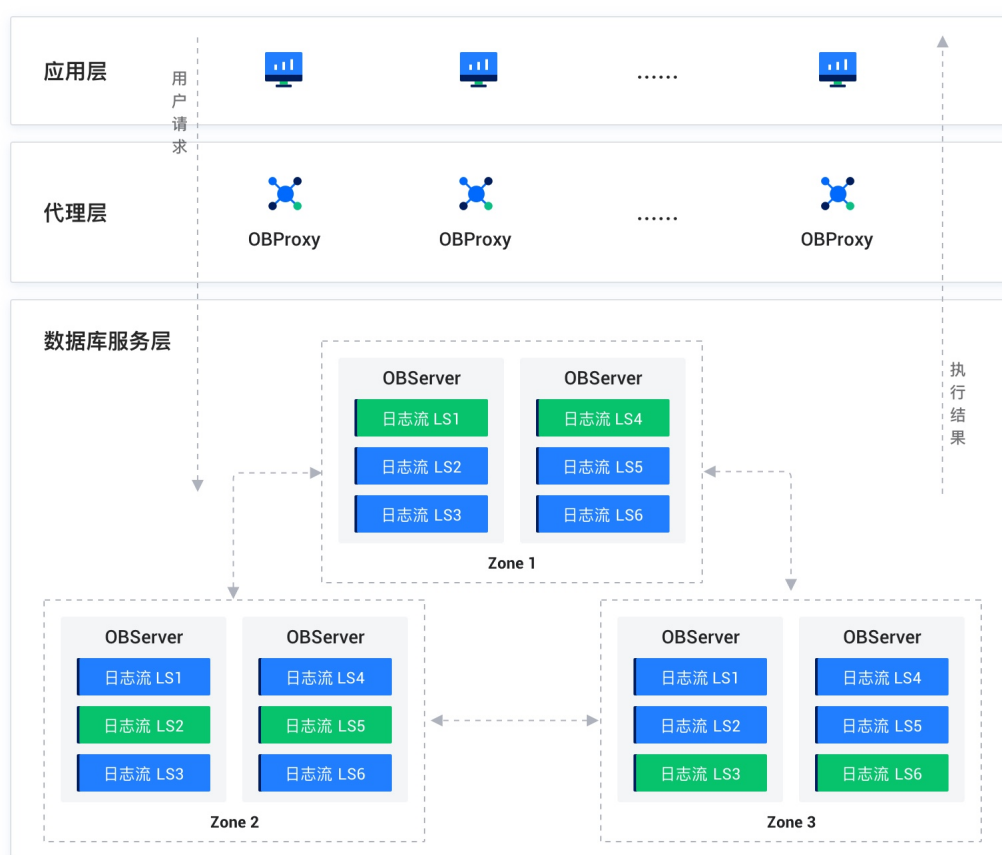 应用层
用户请求
......
代理层
OBProxy
OBProxy
......
OBProxy
数据库服务层
执行结果
OBServer
日志流 LS1
日志流 LS2
日志流 LS3
OBServer
日志流 LS4
日志流 LS5
日志流 LS6
Zone 1
OBServer
日志流 LS1
日志流 LS2
日志流 LS3
OBServer
日志流 LS4
日志流 LS5
日志流 LS6
Zone 2
OBServer
日志流 LS1
日志流 LS2
日志流 LS3
OBServer
日志流 LS4
日志流 LS5
日志流 LS6
Zone 3